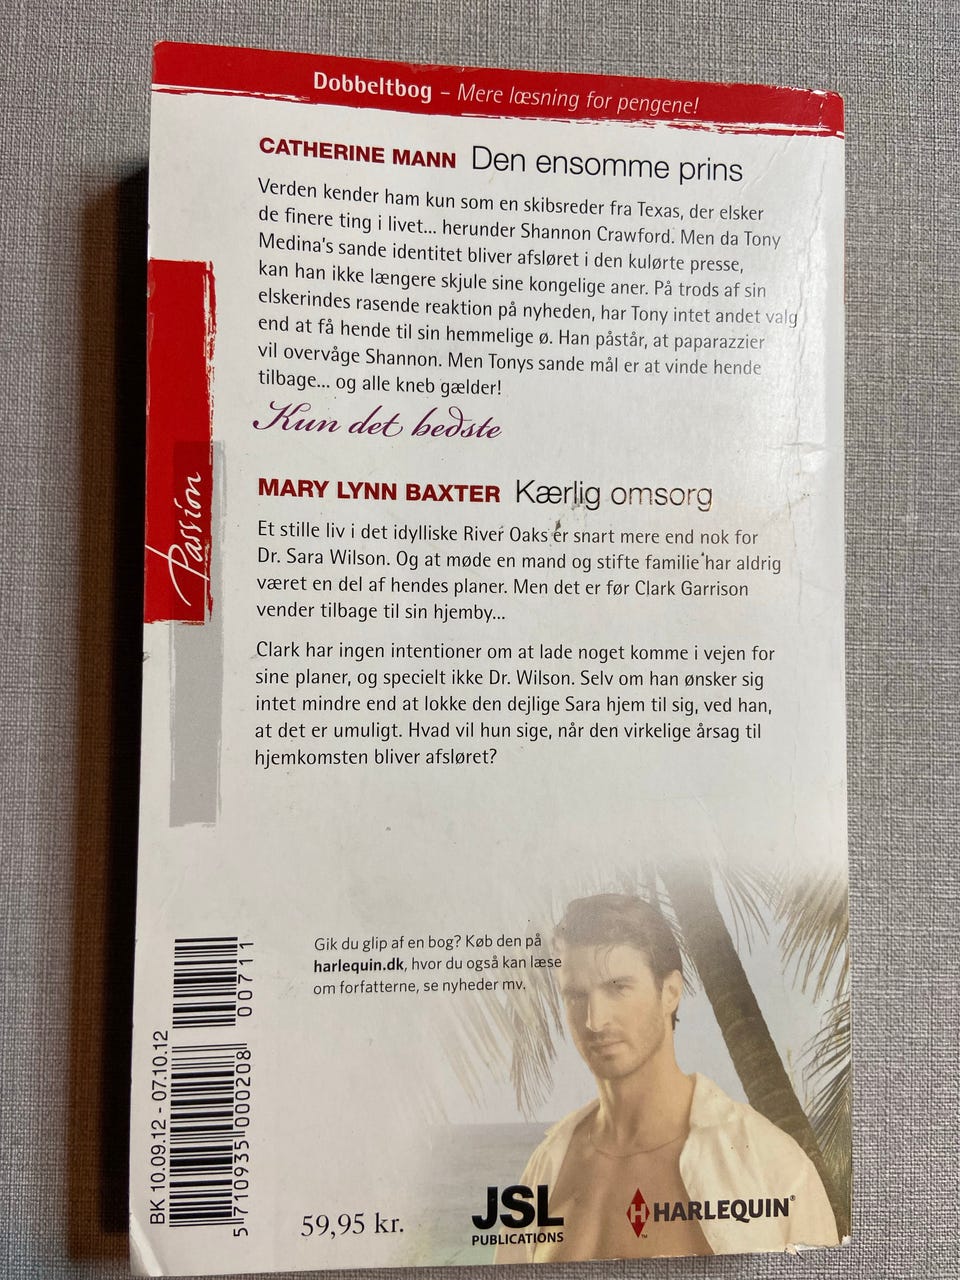 Dobbeltbog – Mere læsning for pengene!
CATHERINE MANN Den ensomme prins
Verden kender ham kun som en skibsreder fra Texas, der elsker
de finere ting i livet... herunder Shannon Crawford. Men da Tony
Medina's sande identitet bliver afsløret i den kulørte presse,
kan han ikke længere skjule sine kongelige aner. På trods af sin
elskerindes rasende reaktion på nyheden, har Tony intet andet valg
end at få hende til sin hemmelige ø. Han påstår, at paparazzier
vil overvåge Shannon. Men Tonys sande mål er at vinde hende
tilbage... og alle kneb gælder!
Kun det bedste
MARY LYNN BAXTER Kærlig omsorg
Et stille liv i det idylliske River Oaks er snart mere end nok for
Dr. Sara Wilson. Og at møde en mand og stifte familie har aldrig
været en del af hendes planer. Men det er før Clark Garrison
vender tilbage til sin hjemby...
Clark har ingen intentioner om at lade noget komme i vejen for
sine planer, og specielt ikke Dr. Wilson. Selv om han ønsker sig
intet mindre end at lokke den dejlige Sara hjem til sig, ved han,
at det er umuligt. Hvad vil hun sige, når den virkelige årsag til
hjemkomsten bliver afsløret?
Passion
Gik du glip af en bog? Køb den på
harlequin.dk, hvor du også kan læse
om forfatterne, se nyheder mv.
BK 10.09.12 - 07.10.12
5 710935 000208
00711
59,95 kr.
JSL
PUBLICATIONS
H HARLEQUIN®
™